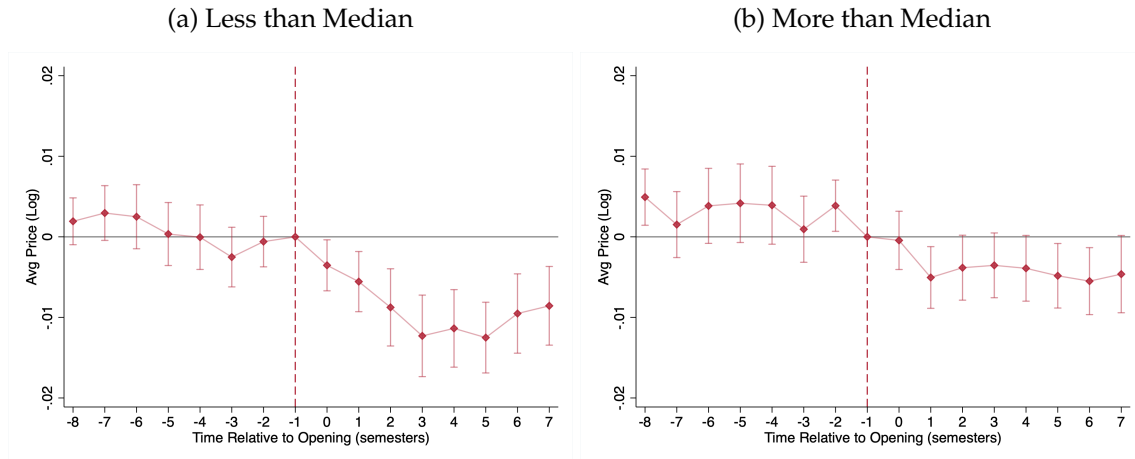 (a) Less than Median
(b) More than Median
Avg Price (Log)
.02
.01
0
-.01
-.02
-8 -7 -6 -5 -4 -3 -2 -1 0 1 2 3 4 5 6 7
Time Relative to Opening (semesters)
Avg Price (Log)
.02
.01
0
-.01
-.02
-8 -7 -6 -5 -4 -3 -2 -1 0 1 2 3 4 5 6 7
Time Relative to Opening (semesters)